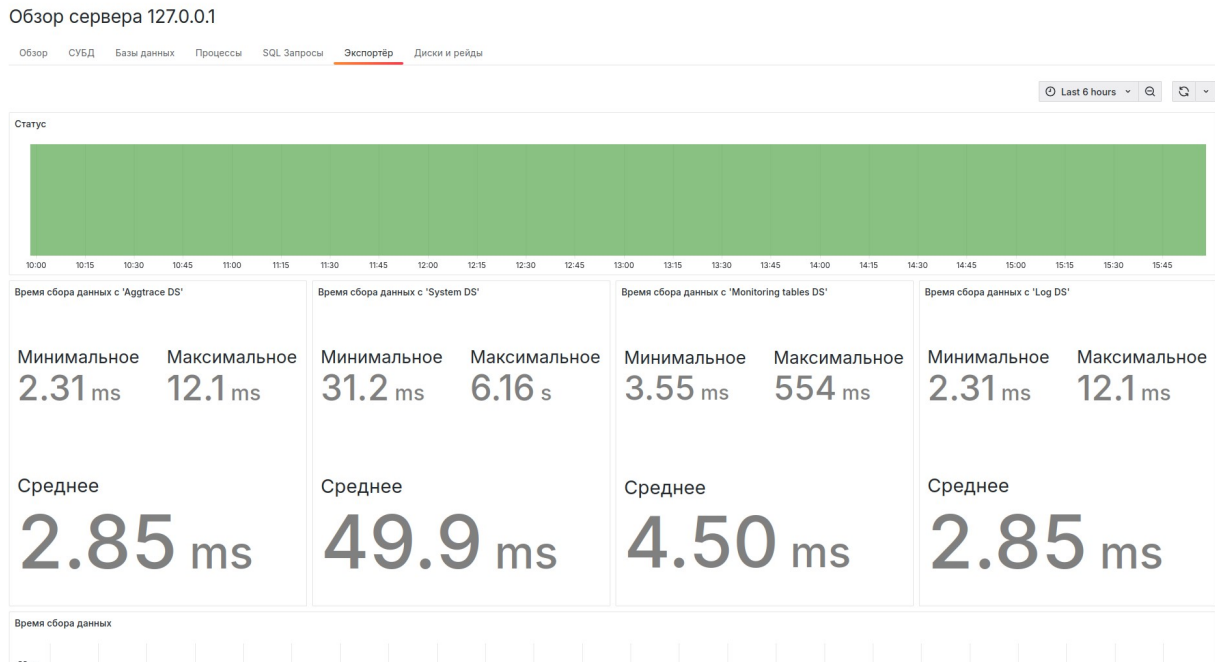 Обзор сервера 127.0.0.1
Обзор СУБД Базы данных Процессы SQL Запросы Экспортёр Диски и рейды
Last 6 hours
Статус
10:00 10:15 10:30 10:45 11:00 11:15 11:30 11:45 12:00 12:15 12:30 12:45 13:00 13:15 13:30 13:45 14:00 14:15 14:30 14:45 15:00 15:15 15:30 15:45
Время сбора данных с 'Aggtrace DS' Время сбора данных с 'System DS' Время сбора данных с 'Monitoring tables DS' Время сбора данных с 'Log DS'
Минимальное Максимальное Минимальное Максимальное Минимальное Максимальное Минимальное Максимальное
2.31 ms 12.1 ms 31.2 ms 6.16 s 3.55 ms 554 ms 2.31 ms 12.1 ms
Среднее Среднее Среднее Среднее
2.85 ms 49.9 ms 4.50 ms 2.85 ms
Время сбора данных